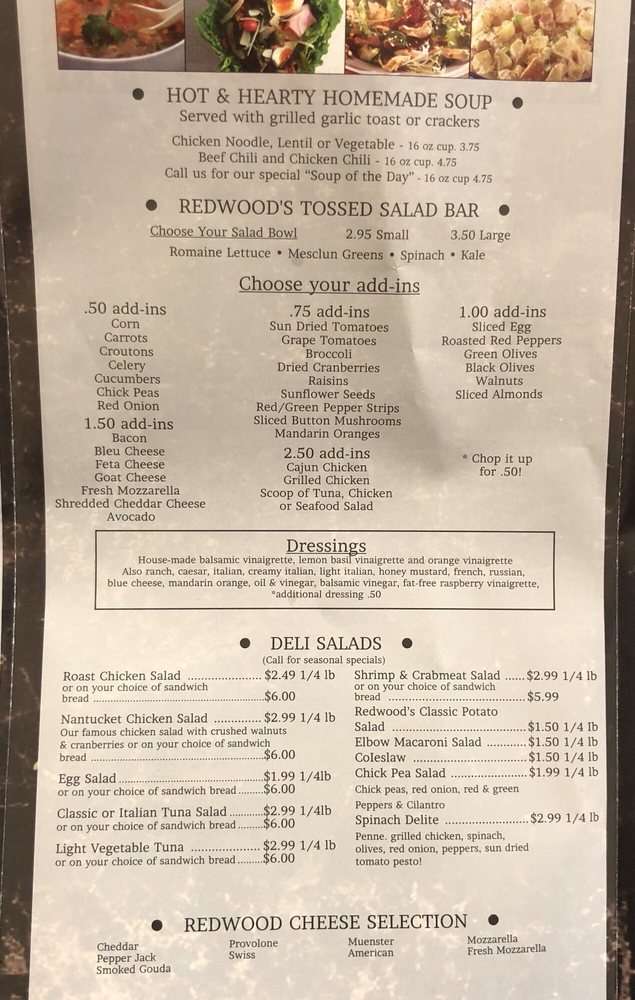 • HOT & HEARTY HOMEMADE SOUP •
Served with grilled garlic toast or crackers
Chicken Noodle, Lentil or Vegetable - 16 oz cup. 3.75
Beef Chili and Chicken Chili - 16 oz cup. 4.75
Call us for our special “Soup of the Day” - 16 oz cup 4.75
• REDWOOD'S TOSSED SALAD BAR •
Choose Your Salad Bowl 2.95 Small 3.50 Large
Romaine Lettuce • Mesclun Greens • Spinach • Kale
Choose your add-ins
.50 add-ins
Corn
Carrots
Croutons
Celery
Cucumbers
Chick Peas
Red Onion
1.50 add-ins
Bacon
Bleu Cheese
Feta Cheese
Goat Cheese
Fresh Mozzarella
Shredded Cheddar Cheese
Avocado
.75 add-ins
Sun Dried Tomatoes
Grape Tomatoes
Broccoli
Dried Cranberries
Raisins
Sunflower Seeds
Red/Green Pepper Strips
Sliced Button Mushrooms
Mandarin Oranges
2.50 add-ins
Cajun Chicken
Grilled Chicken
Scoop of Tuna, Chicken
or Seafood Salad
1.00 add-ins
Sliced Egg
Roasted Red Peppers
Green Olives
Black Olives
Walnuts
Sliced Almonds
* Chop it up
for .50!
Dressings
House-made balsamic vinaigrette, lemon basil vinaigrette and orange vinaigrette
Also ranch, caesar, italian, creamy italian, light italian, honey mustard, french, russian,
blue cheese, mandarin orange, oil & vinegar, balsamic vinegar, fat-free raspberry vinaigrette,
*additional dressing .50
• DELI SALADS •
(Call for seasonal specials)
Roast Chicken Salad ...................... $2.49 1/4 lb
or on your choice of sandwich
bread ......................................................$6.00
Nantucket Chicken Salad .............. $2.99 1/4 lb
Our famous chicken salad with crushed walnuts
& cranberries or on your choice of sandwich
bread ......................................................$6.00
Egg Salad...........................................$1.99 1/4lb
or on your choice of sandwich bread ........$6.00
Classic or Italian Tuna Salad ..........$2.99 1/4lb
or on your choice of sandwich bread.........$6.00
Light Vegetable Tuna .................... $2.99 1/4 lb
or on your choice of sandwich bread.........$6.00
Shrimp & Crabmeat Salad ......$2.99 1/4 lb
or on your choice of sandwich
bread ...........................................$5.99
Redwood's Classic Potato
Salad ........................................$1.50 1/4 lb
Elbow Macaroni Salad ............$1.50 1/4 lb
Coleslaw ..................................$1.50 1/4 lb
Chick Pea Salad .......................$1.99 1/4 lb
Chick peas, red onion, red & green
Peppers & Cilantro
Spinach Delite .........................$2.99 1/4 lb
Penne. grilled chicken, spinach,
olives, red onion, peppers, sun dried
tomato pesto!
• REDWOOD CHEESE SELECTION •
Cheddar
Pepper Jack
Smoked Gouda
Provolone
Swiss
Muenster
American
Mozzarella
Fresh Mozzarella